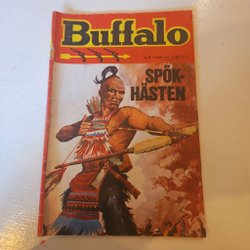 Buffalo
SPÖK-
HÄSTEN